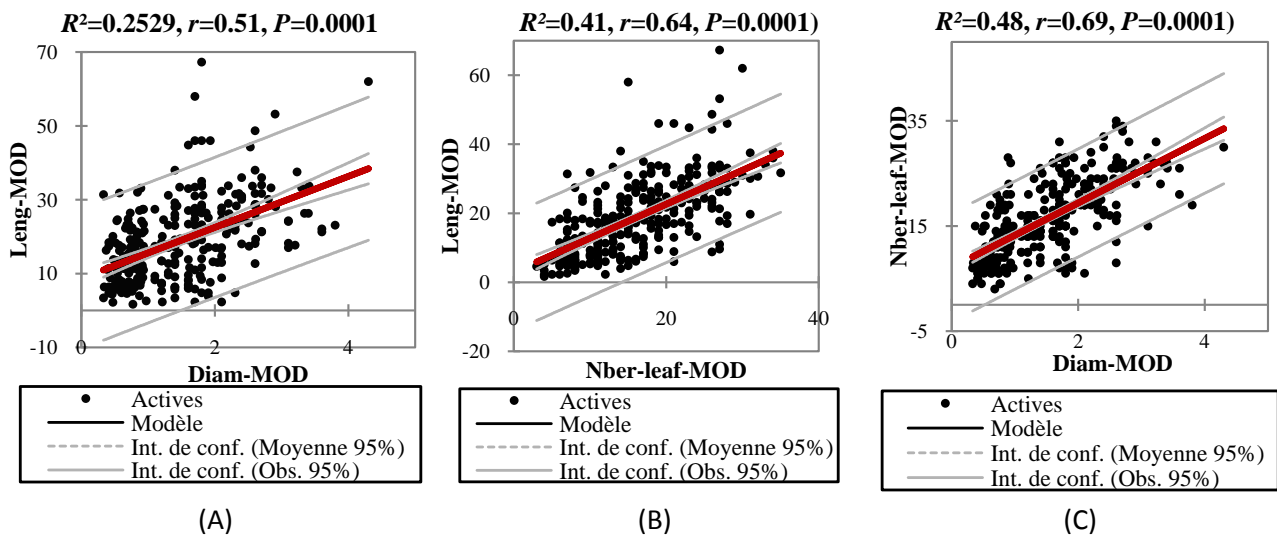 R²=0.2529, r=0.51, P=0.0001
70
50
30
10
-10
Leng-MOD
0
2
4
Diam-MOD
Actives
Modèle
Int. de conf. (Moyenne 95%)
Int. de conf. (Obs. 95%)
(A)
R²=0.41, r=0.64, P=0.0001)
60
40
20
0
-20
Leng-MOD
0
20
40
Nber-leaf-MOD
Actives
Modèle
Int. de conf. (Moyenne 95%)
Int. de conf. (Obs. 95%)
(B)
R²=0.48, r=0.69, P=0.0001)
35
15
-5
Nber-leaf-MOD
0
2
4
Diam-MOD
Actives
Modèle
Int. de conf. (Moyenne 95%)
Int. de conf. (Obs. 95%)
(C)